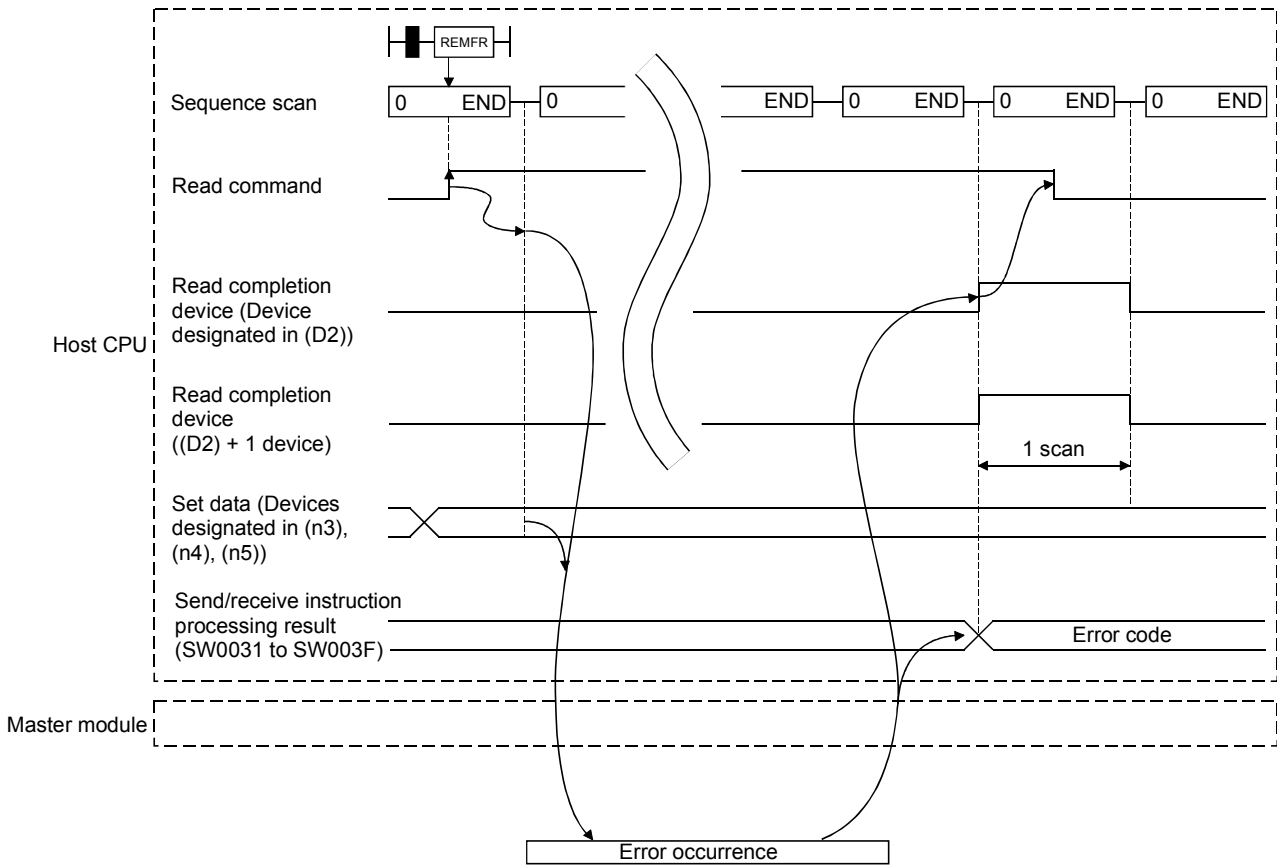 REMFR
Sequence scan
0 END 0 END 0 END 0 END 0 END
Read command
Read completion
device (Device
designated in (D2))
Host CPU
Read completion
device
((D2) + 1 device)
1 scan
Set data (Devices
designated in (n3),
(n4), (n5))
Send/receive instruction
processing result
(SW0031 to SW003F)
Error code
Master module
Error occurrence